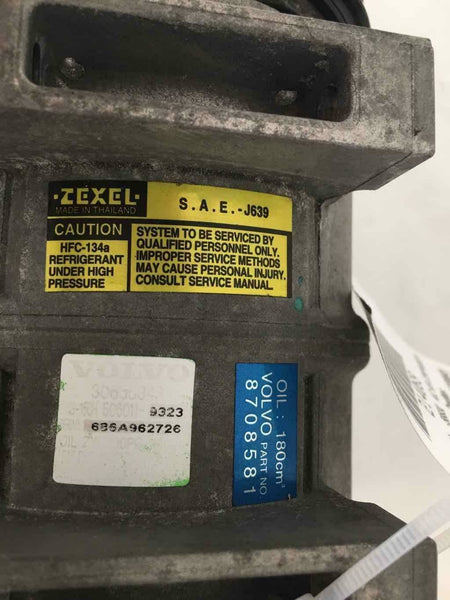 ·ZEXEL·
MADE IN THAILAND
S.A.E.-J639
CAUTION
HFC-134a
REFRIGERANT
UNDER HIGH
PRESSURE
SYSTEM TO BE SERVICED BY
QUALIFIED PERSONNEL ONLY.
IMPROPER SERVICE METHODS
MAY CAUSE PERSONAL INJURY.
CONSULT SERVICE MANUAL.
VOLVO
9323
6B6A962726
OIL
OIL : 180cm³
VOLVO PART NO.
8708581